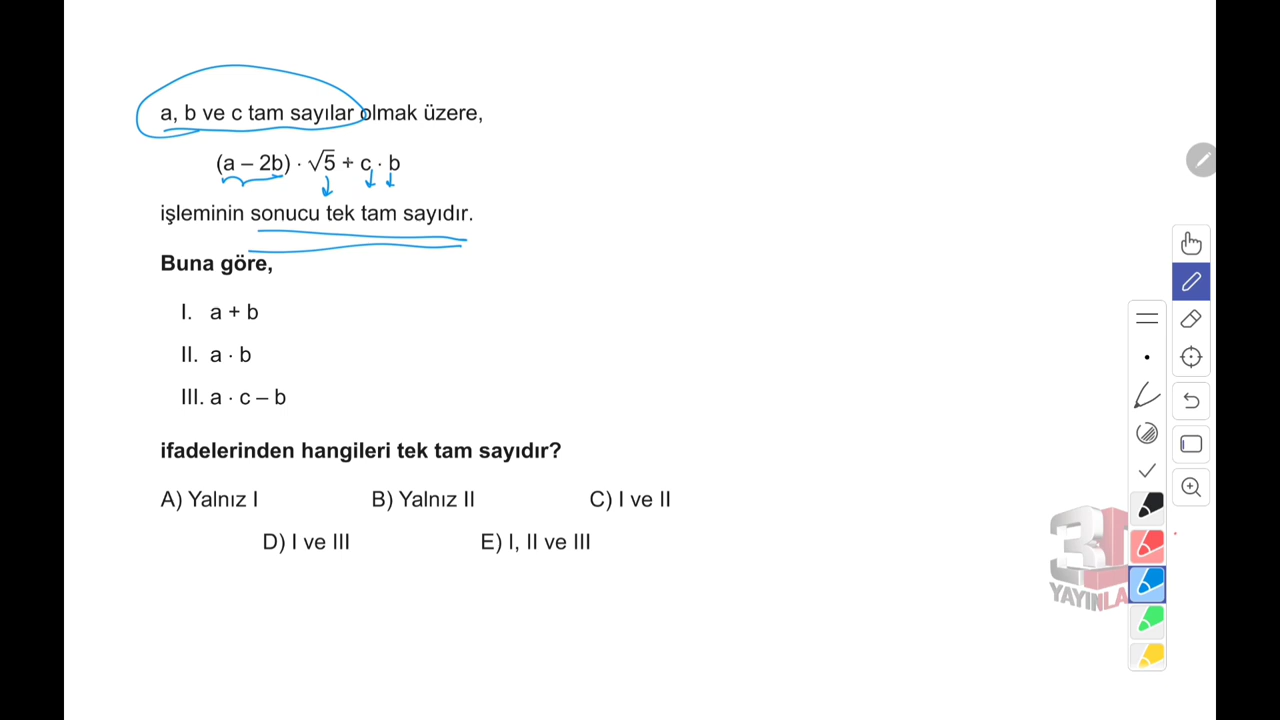 a, b ve c tam sayılar olmak üzere,
(a – 2b) · √5 + c · b
işleminin sonucu tek tam sayıdır.
Buna göre,
I. a + b
II. a · b
III. a · c – b
ifadelerinden hangileri tek tam sayıdır?
A) Yalnız I B) Yalnız II C) I ve II
D) I ve III E) I, II ve III
3D
YAYINLA